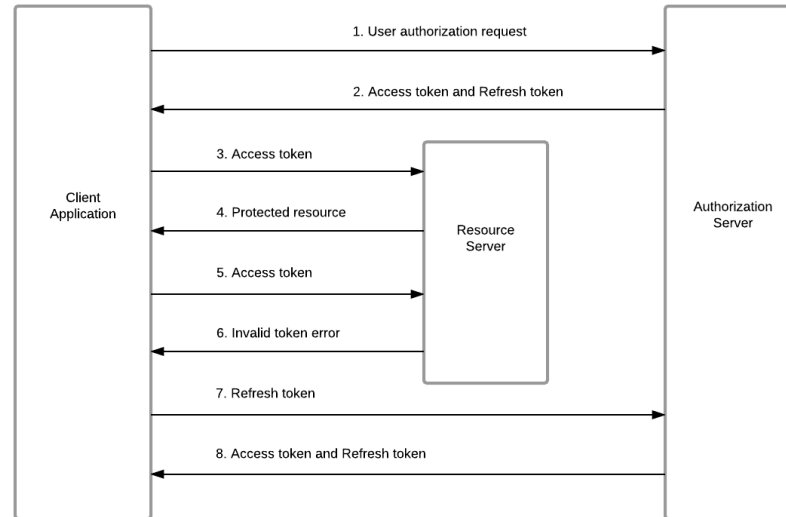 1. User authorization request
2. Access token and Refresh token
3. Access token
Client
Application
4. Protected resource
Resource
Server
Authorization
Server
5. Access token
6. Invalid token error
7. Refresh token
8. Access token and Refresh token